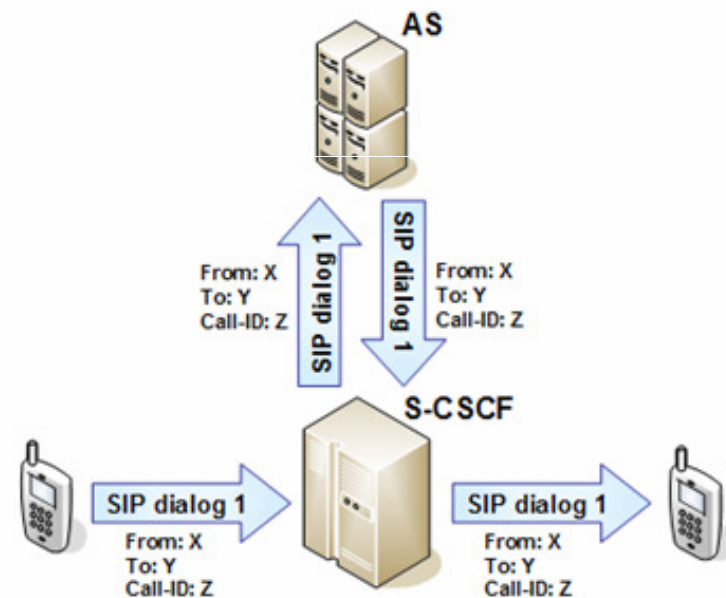 AS
SIP dialog 1
From: X
To: Y
Call-ID: Z
SIP dialog 1
From: X
To: Y
Call-ID: Z
S-CSCF
SIP dialog 1
From: X
To: Y
Call-ID: Z
SIP dialog 1
From: X
To: Y
Call-ID: Z